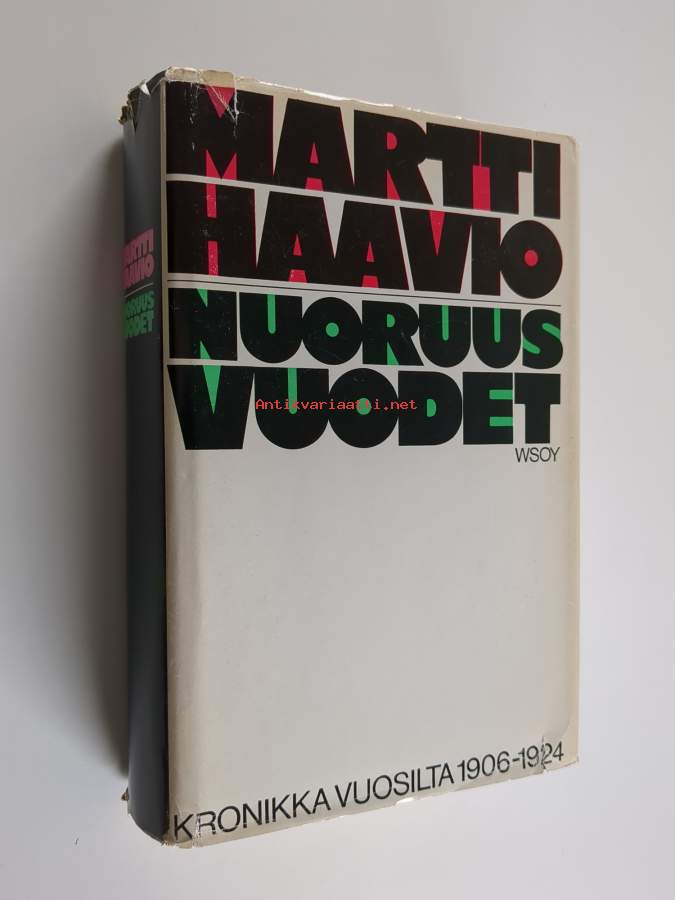 MARTTI
HAAVIO
NUORUUS
VUODET
WSOY
KRONIKKA VUOSILTA 1906-1924
MARTTI
HAAVIO
NUORUUS
VUODET
Antikvariaatti.net